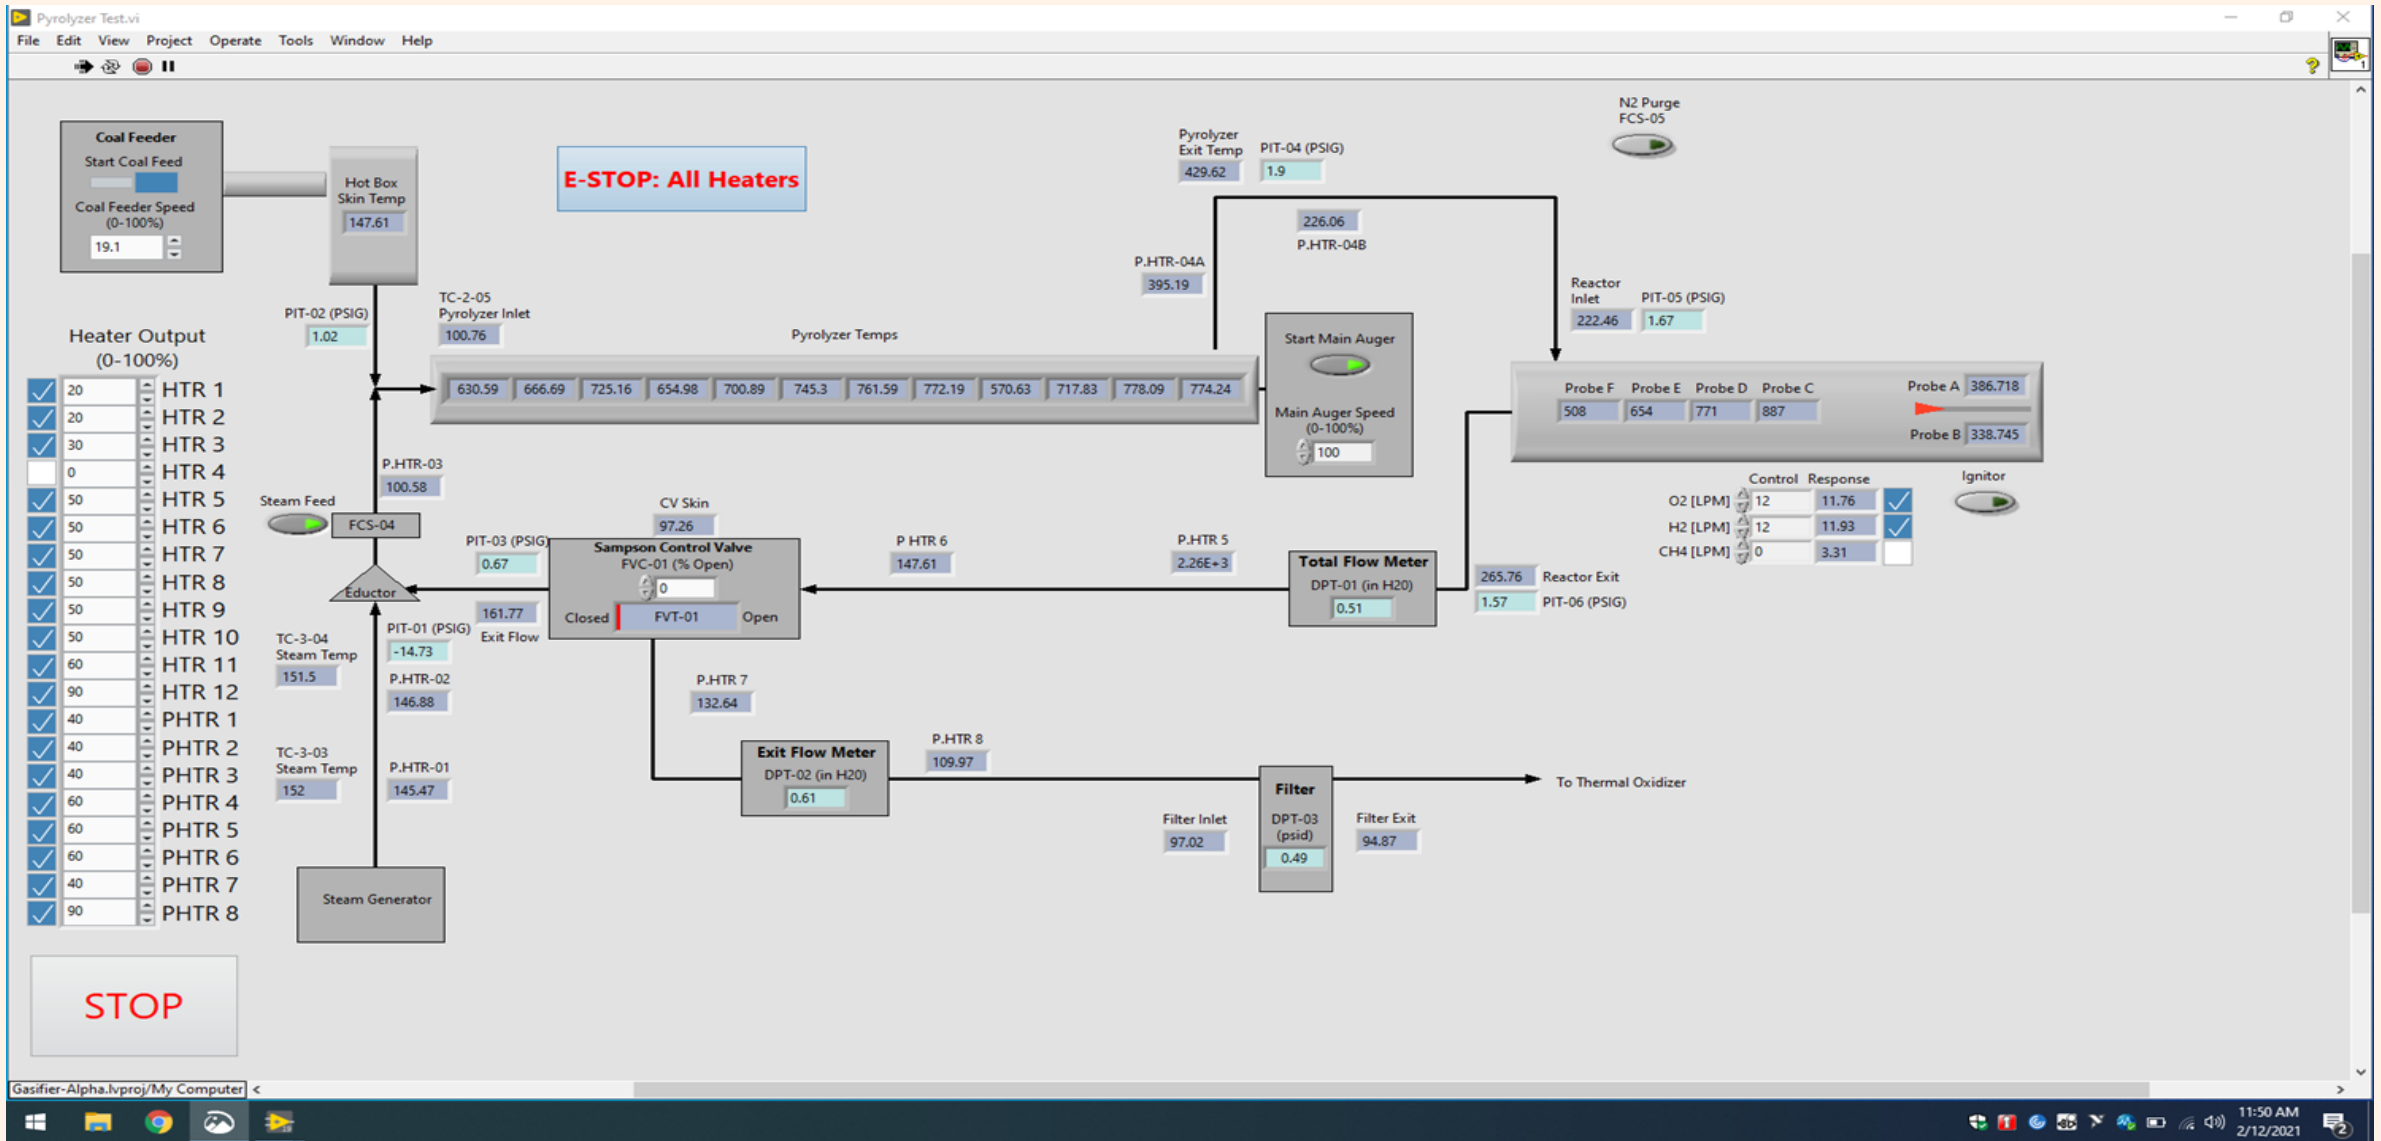 Pyrolyzer Test.vi
File Edit View Project Operate Tools Window Help
1
N2 Purge
FCS-05
Coal Feeder
Start Coal Feed
Coal Feeder Speed
(0-100%)
19.1
Hot Box
Skin Temp
147.61
E-STOP: All Heaters
Pyrolyzer
Exit Temp
429.62
PIT-04 (PSIG)
1.9
226.06
P.HTR-04B
P.HTR-04A
395.19
Reactor
Inlet
222.46
PIT-05 (PSIG)
1.67
PIT-02 (PSIG)
1.02
TC-2-05
Pyrolyzer Inlet
100.76
Pyrolyzer Temps
630.59 666.69 725.16 654.98 700.89 745.3 761.59 772.19 570.63 717.83 778.09 774.24
Start Main Auger
Main Auger Speed
(0-100%)
100
Probe F Probe E Probe D Probe C
508 654 771 887
Probe A 386.718
Probe B 338.745
Heater Output
(0-100%)
20 HTR 1
20 HTR 2
30 HTR 3
0 HTR 4
50 HTR 5
50 HTR 6
50 HTR 7
50 HTR 8
50 HTR 9
50 HTR 10
60 HTR 11
90 HTR 12
40 PHTR 1
40 PHTR 2
40 PHTR 3
60 PHTR 4
60 PHTR 5
60 PHTR 6
40 PHTR 7
90 PHTR 8
P.HTR-03
100.58
Steam Feed
FCS-04
Eductor
PIT-03 (PSIG)
0.67
161.77
Exit Flow
CV Skin
97.26
Sampson Control Valve
FVC-01 (% Open)
0
Closed FVT-01 Open
P HTR 6
147.61
P.HTR 5
2.26E+3
Total Flow Meter
DPT-01 (in H20)
0.51
265.76 Reactor Exit
1.57 PIT-06 (PSIG)
Control Response
O2 [LPM] 12 11.76
H2 [LPM] 12 11.93
CH4 [LPM] 0 3.31
Ignitor
TC-3-04
Steam Temp
151.5
PIT-01 (PSIG)
-14.73
P.HTR-02
146.88
TC-3-03
Steam Temp
152
P.HTR-01
145.47
Steam Generator
P.HTR 7
132.64
Exit Flow Meter
DPT-02 (in H20)
0.61
P.HTR 8
109.97
Filter Inlet
97.02
Filter
DPT-03
(psid)
0.49
Filter Exit
94.87
To Thermal Oxidizer
STOP
Gasifier-Alpha.lvproj/My Computer
11:50 AM
2/12/2021
2